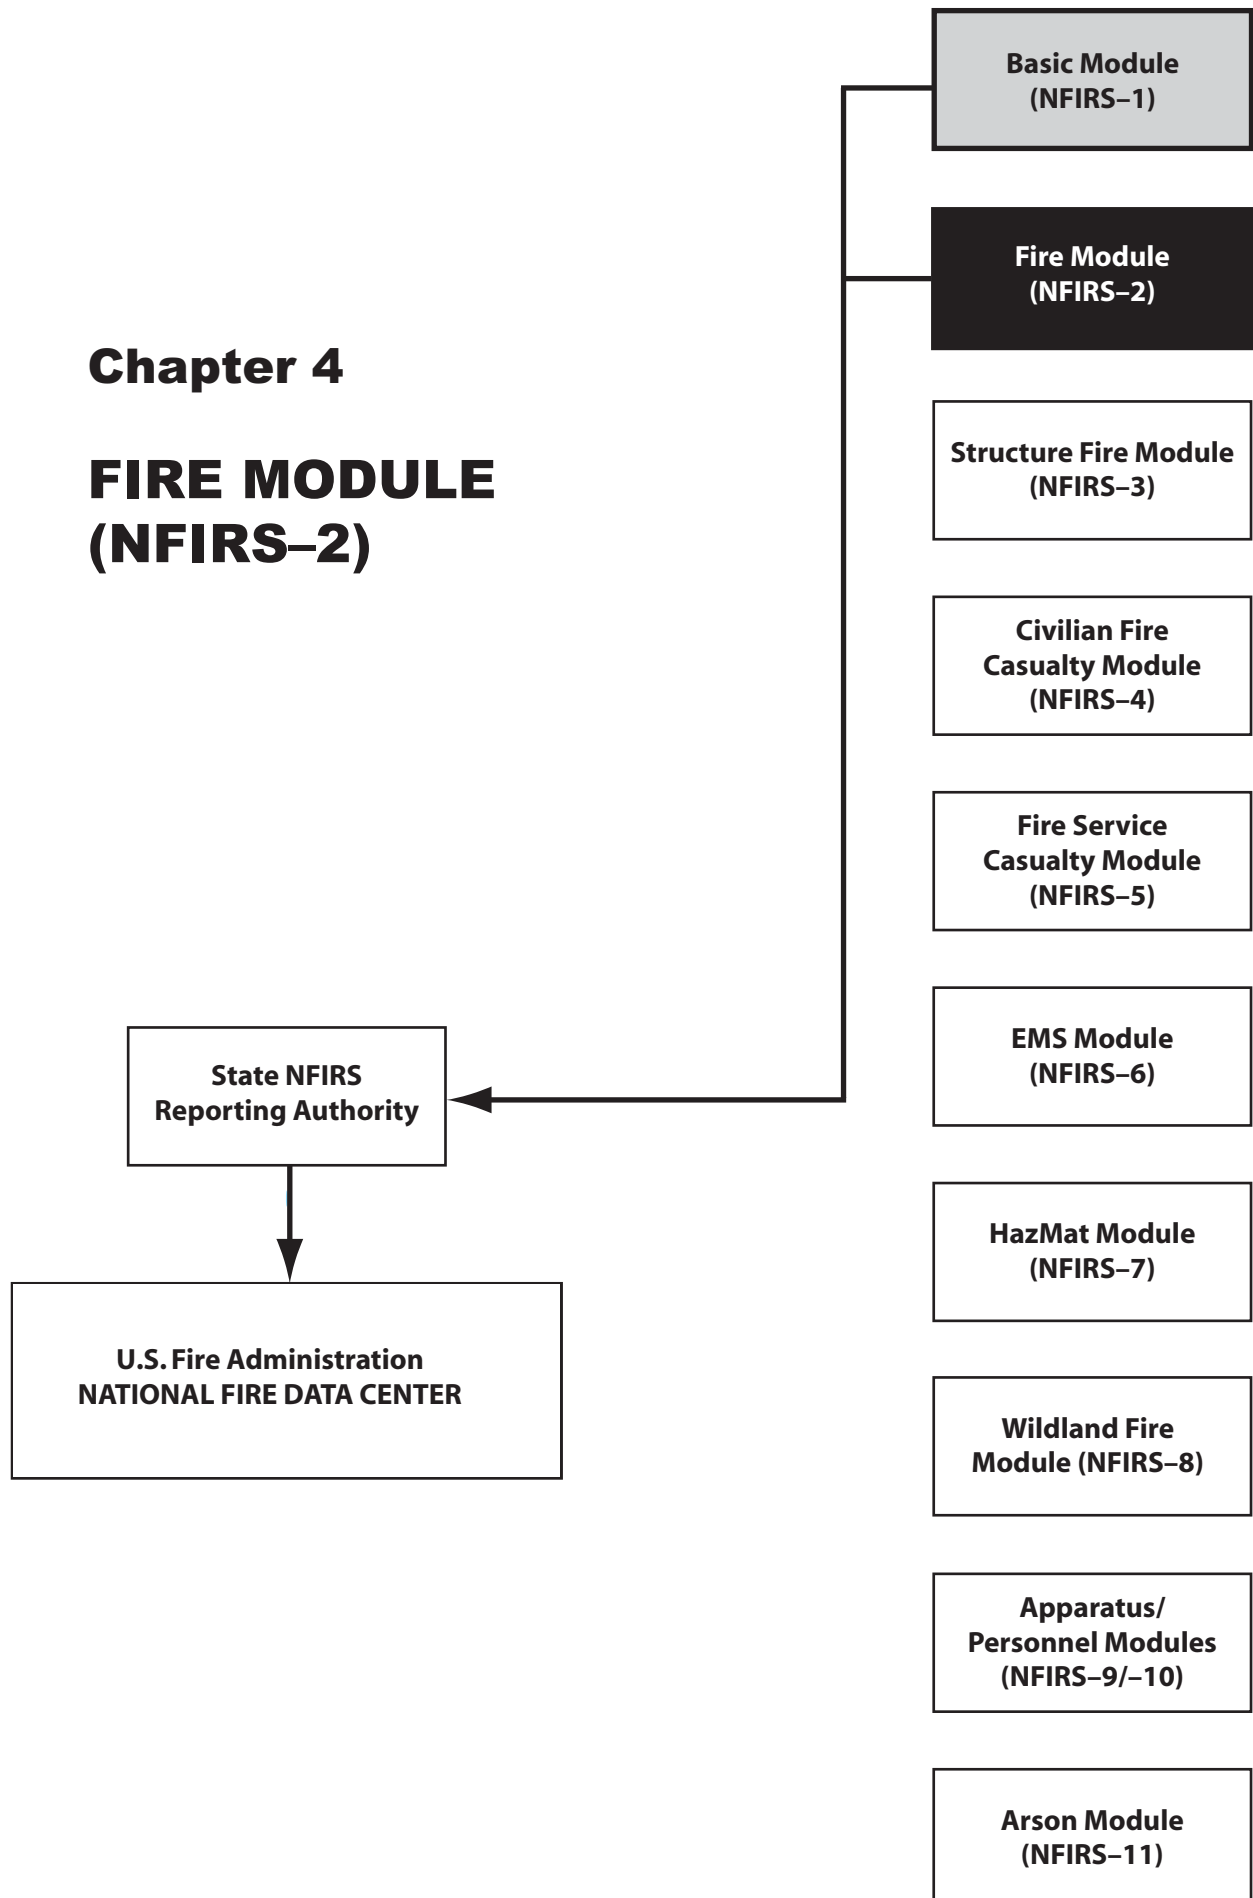 Chapter 4
FIRE MODULE
(NFIRS–2)
Basic Module
(NFIRS–1)
Fire Module
(NFIRS–2)
Structure Fire Module
(NFIRS–3)
Civilian Fire
Casualty Module
(NFIRS–4)
Fire Service
Casualty Module
(NFIRS–5)
EMS Module
(NFIRS–6)
HazMat Module
(NFIRS–7)
Wildland Fire
Module (NFIRS–8)
Apparatus/
Personnel Modules
(NFIRS–9/–10)
Arson Module
(NFIRS–11)
State NFIRS
Reporting Authority
U.S. Fire Administration
NATIONAL FIRE DATA CENTER